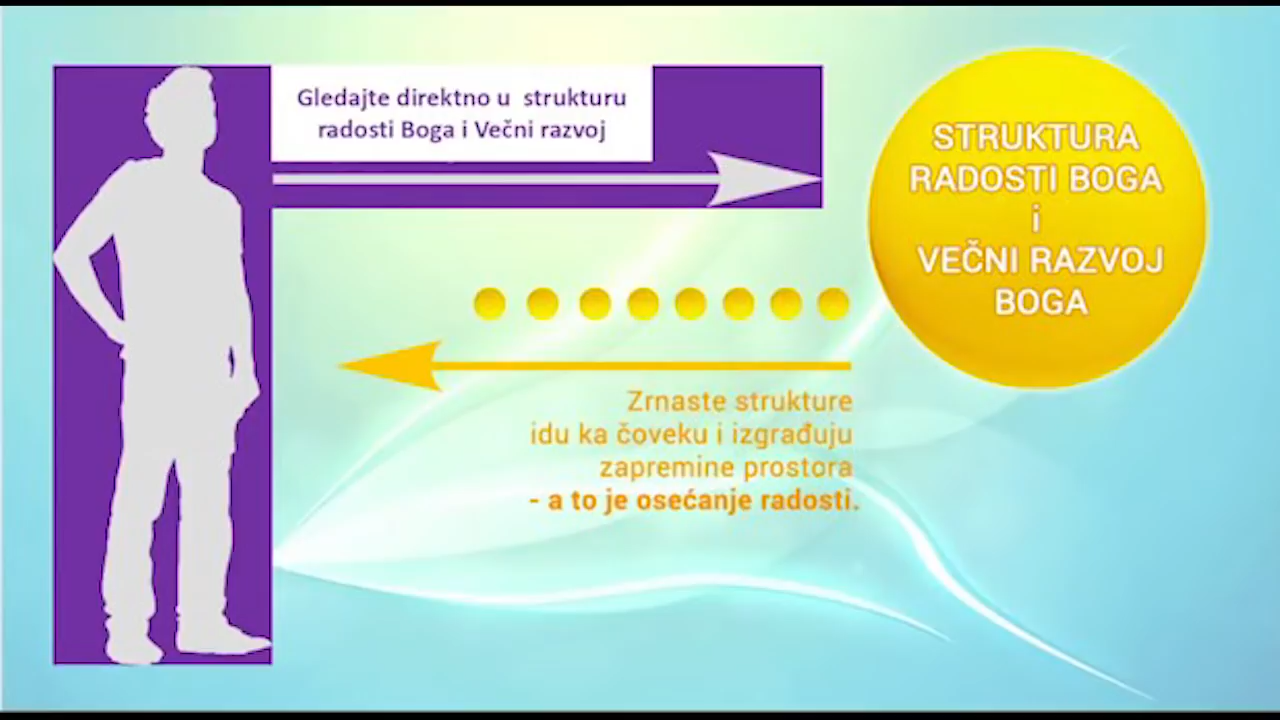 Gledajte direktno u strukturu
radosti Boga i Večni razvoj
STRUKTURA
RADOSTI BOGA
i
VEČNI RAZVOJ
BOGA
Zrnaste strukture
idu ka čoveku i izgrađuju
zapremine prostora
- a to je osećanje radosti.